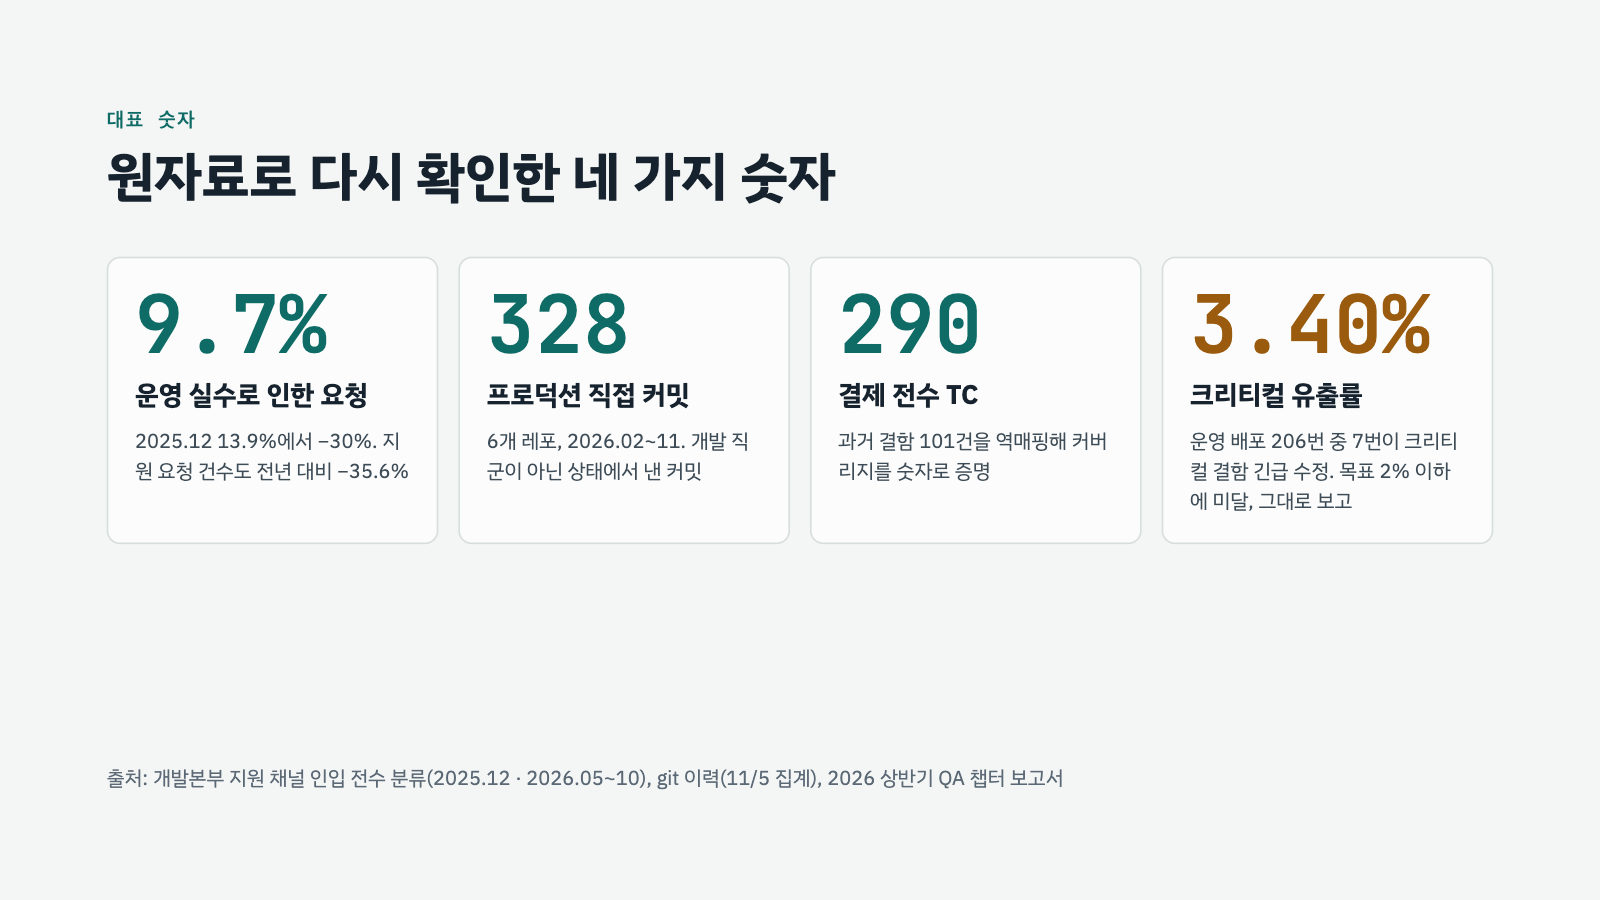 대표 숫자
원자료로 다시 확인한 네 가지 숫자
9.7%
운영 실수로 인한 요청
2025.12 13.9%에서 −30%. 지
원 요청 건수도 전년 대비 −35.6%
328
프로덕션 직접 커밋
6개 레포, 2026.02~11. 개발 직
군이 아닌 상태에서 낸 커밋
290
결제 전수 TC
과거 결함 101건을 역매핑해 커버
리지를 숫자로 증명
3.40%
크리티컬 유출률
운영 배포 206번 중 7번이 크리티
컬 결함 긴급 수정. 목표 2% 이하
에 미달, 그대로 보고
출처: 개발본부 지원 채널 인입 전수 분류(2025.12 · 2026.05~10), git 이력(11/5 집계), 2026 상반기 QA 챕터 보고서